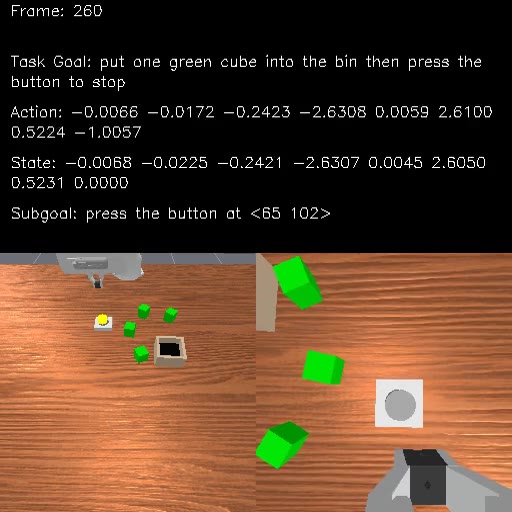 Frame: 260
Task Goal: put one green cube into the bin then press the
button to stop
Action: -0.0066 -0.0172 -0.2423 -2.6308 0.0059 2.6100
0.5224 -1.0057
State: -0.0068 -0.0225 -0.2421 -2.6307 0.0045 2.6050
0.5231 0.0000
Subgoal: press the button at <65 102>